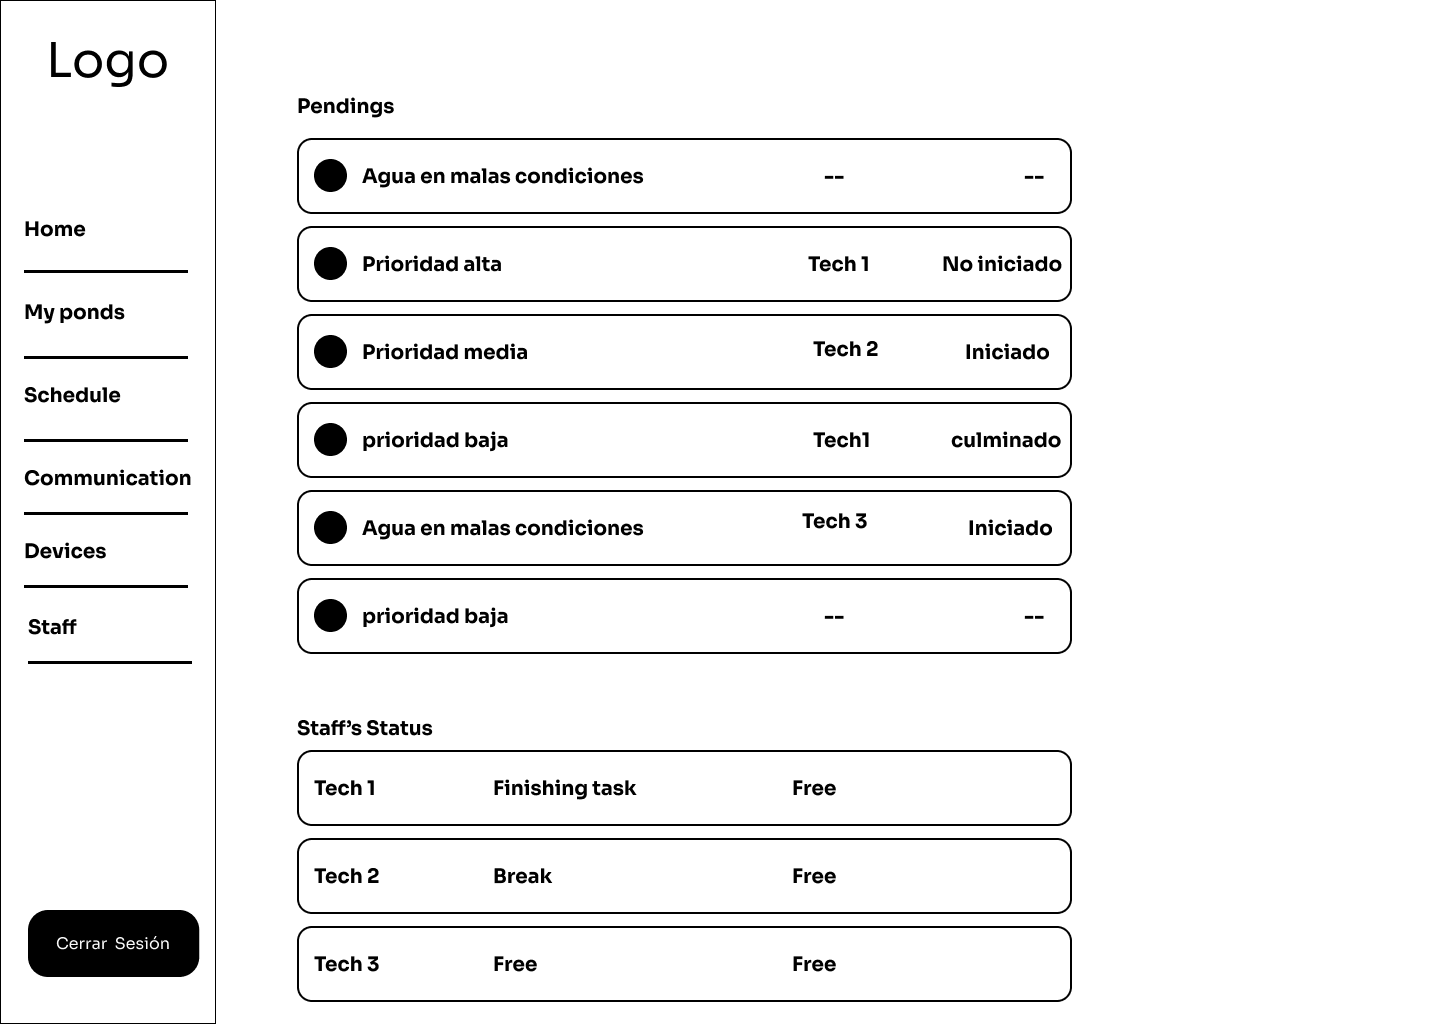 Logo
Home
My ponds
Schedule
Communication
Devices
Staff
Cerrar Sesión
Pendings
Agua en malas condiciones -- --
Prioridad alta Tech 1 No iniciado
Prioridad media Tech 2 Iniciado
prioridad baja Tech1 culminado
Agua en malas condiciones Tech 3 Iniciado
prioridad baja -- --
Staff’s Status
Tech 1 Finishing task Free
Tech 2 Break Free
Tech 3 Free Free